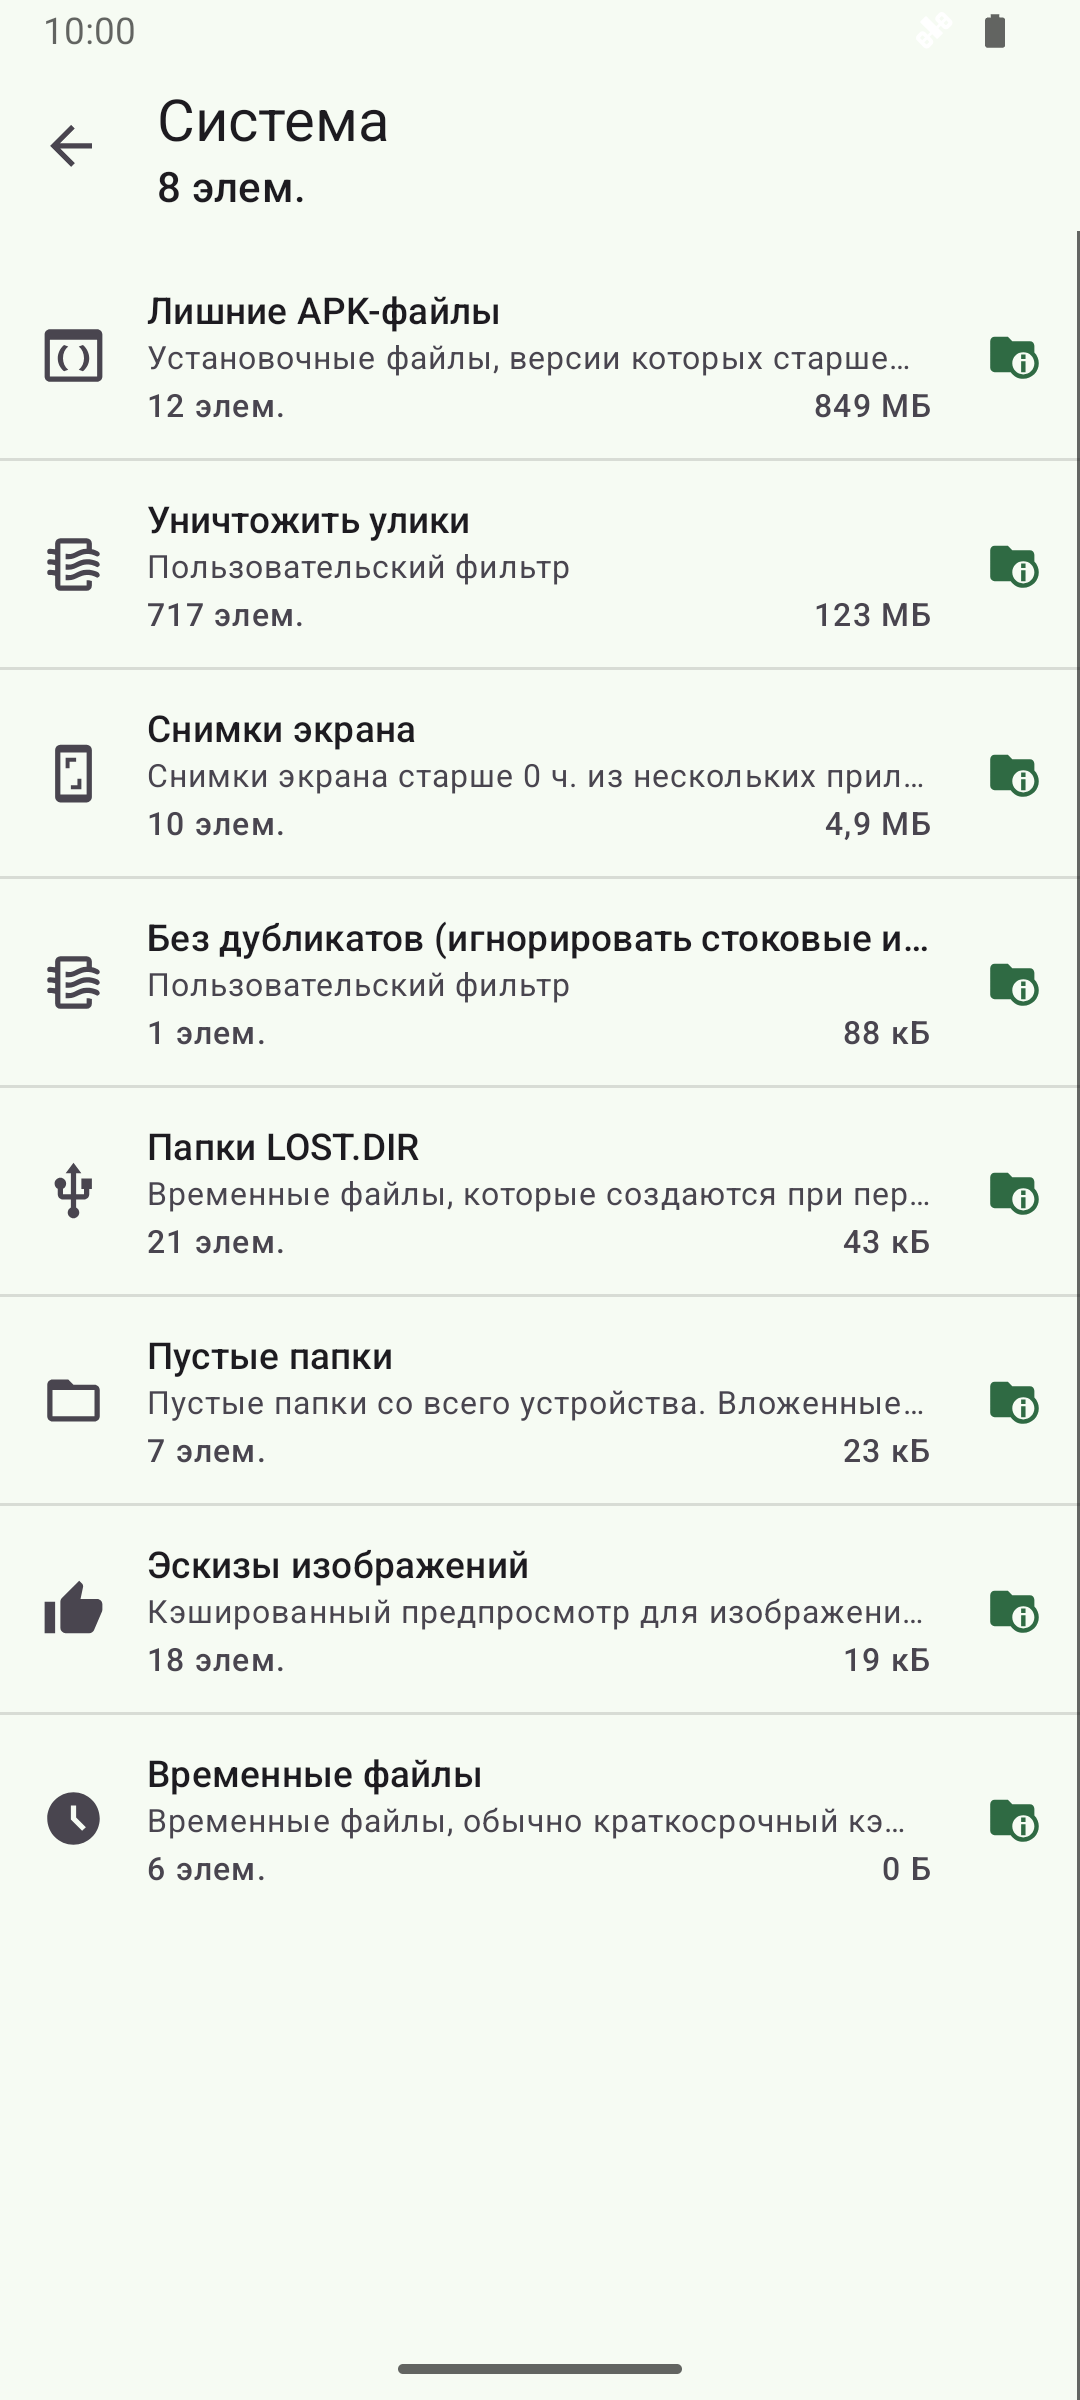 10:00
Система
8 элем.
Лишние APK-файлы
Установочные файлы, версии которых старше…
12 элем.
849 МБ
Уничтожить улики
Пользовательский фильтр
717 элем.
123 МБ
Снимки экрана
Снимки экрана старше 0 ч. из нескольких прил…
10 элем.
4,9 МБ
Без дубликатов (игнорировать стоковые и…
Пользовательский фильтр
1 элем.
88 кБ
Папки LOST.DIR
Временные файлы, которые создаются при пер…
21 элем.
43 кБ
Пустые папки
Пустые папки со всего устройства. Вложенные…
7 элем.
23 кБ
Эскизы изображений
Кэшированный предпросмотр для изображени…
18 элем.
19 кБ
Временные файлы
Временные файлы, обычно краткосрочный кэ…
6 элем.
0 Б